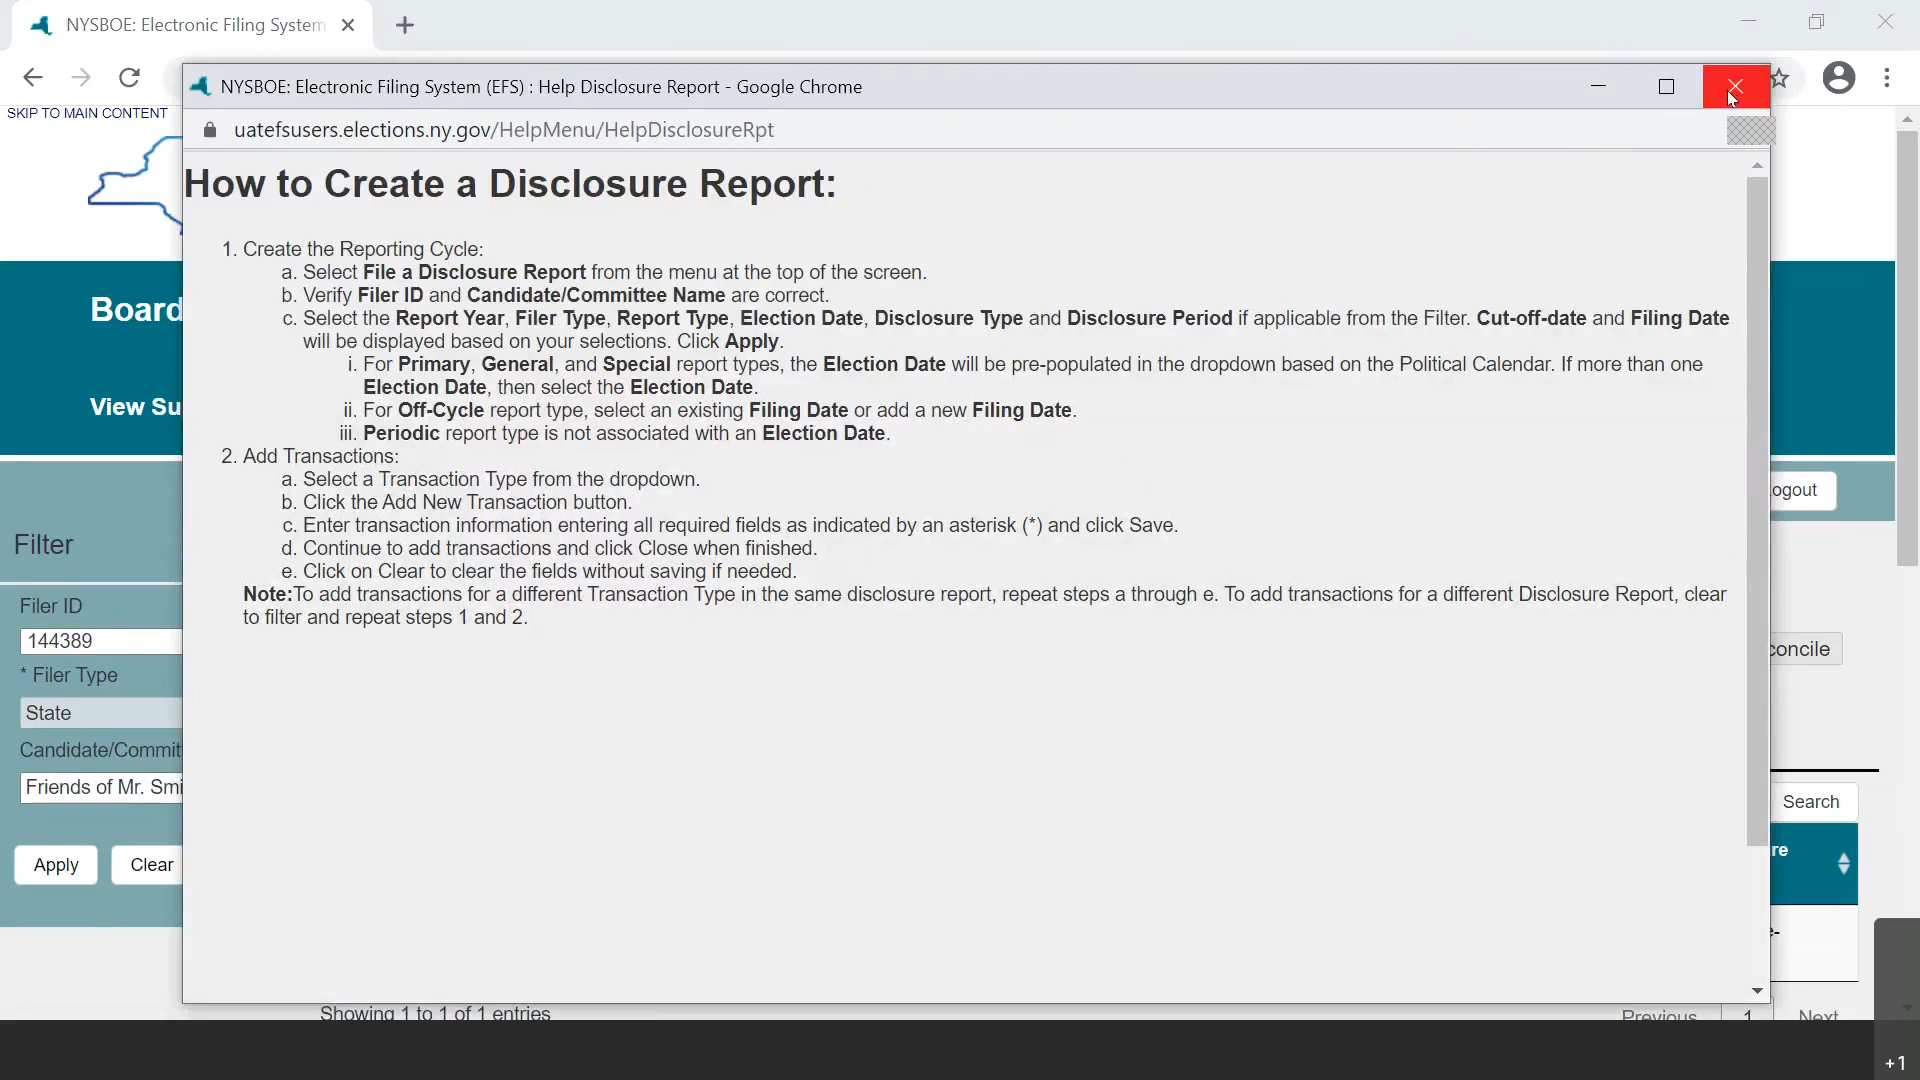 NYSBOE: Electronic Filing System
NYSBOE: Electronic Filing System (EFS) : Help Disclosure Report - Google Chrome
SKIP TO MAIN CONTENT
uatefsusers.elections.ny.gov/HelpMenu/HelpDisclosureRpt
How to Create a Disclosure Report:
1. Create the Reporting Cycle:
a. Select File a Disclosure Report from the menu at the top of the screen.
b. Verify Filer ID and Candidate/Committee Name are correct.
c. Select the Report Year, Filer Type, Report Type, Election Date, Disclosure Type and Disclosure Period if applicable from the Filter. Cut-off-date and Filing Date
will be displayed based on your selections. Click Apply.
i. For Primary, General, and Special report types, the Election Date will be pre-populated in the dropdown based on the Political Calendar. If more than one
Election Date, then select the Election Date.
ii. For Off-Cycle report type, select an existing Filing Date or add a new Filing Date.
iii. Periodic report type is not associated with an Election Date.
2. Add Transactions:
a. Select a Transaction Type from the dropdown.
b. Click the Add New Transaction button.
c. Enter transaction information entering all required fields as indicated by an asterisk (*) and click Save.
d. Continue to add transactions and click Close when finished.
e. Click on Clear to clear the fields without saving if needed.
Note:To add transactions for a different Transaction Type in the same disclosure report, repeat steps a through e. To add transactions for a different Disclosure Report, clear
to filter and repeat steps 1 and 2.
Board
View Su
ogout
Filter
Filer ID
144389
* Filer Type
State
Candidate/Commit
Friends of Mr. Smi
Apply
Clear
concile
Search
re
e-
Showing 1 to 1 of 1 entries
Previous
1
Next
+1